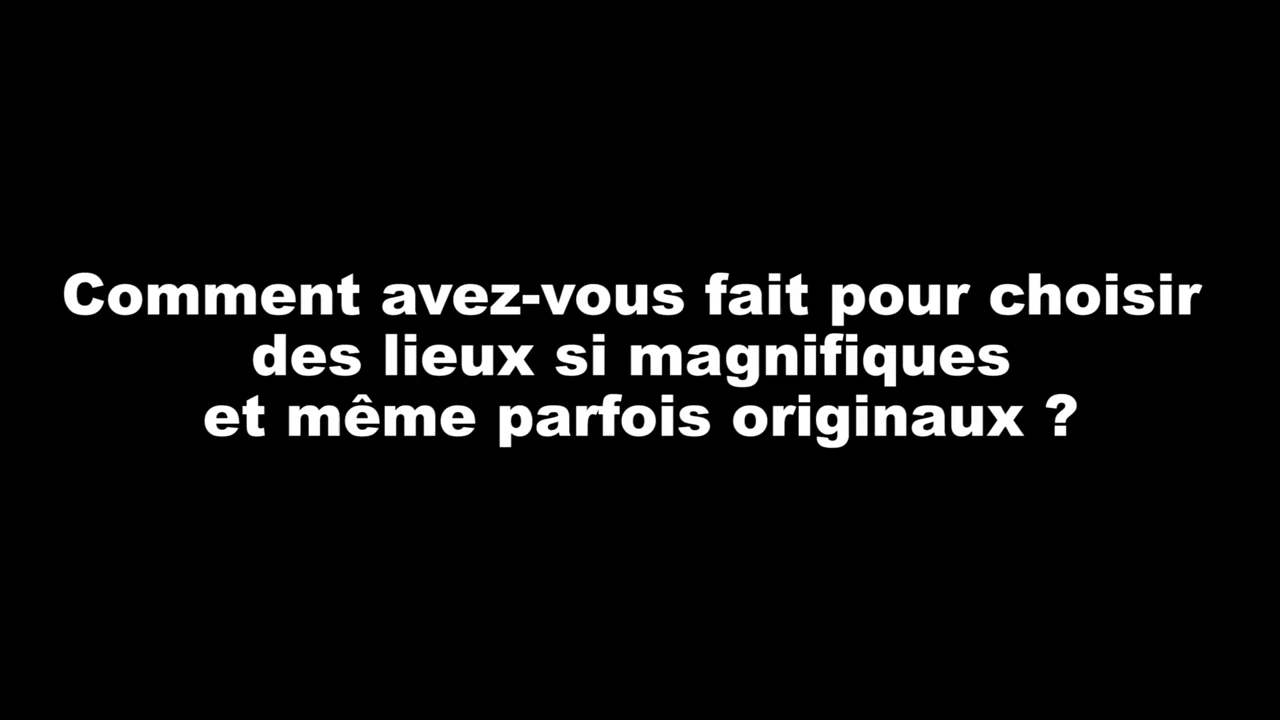 Comment avez-vous fait pour choisir
des lieux si magnifiques
et même parfois originaux ?